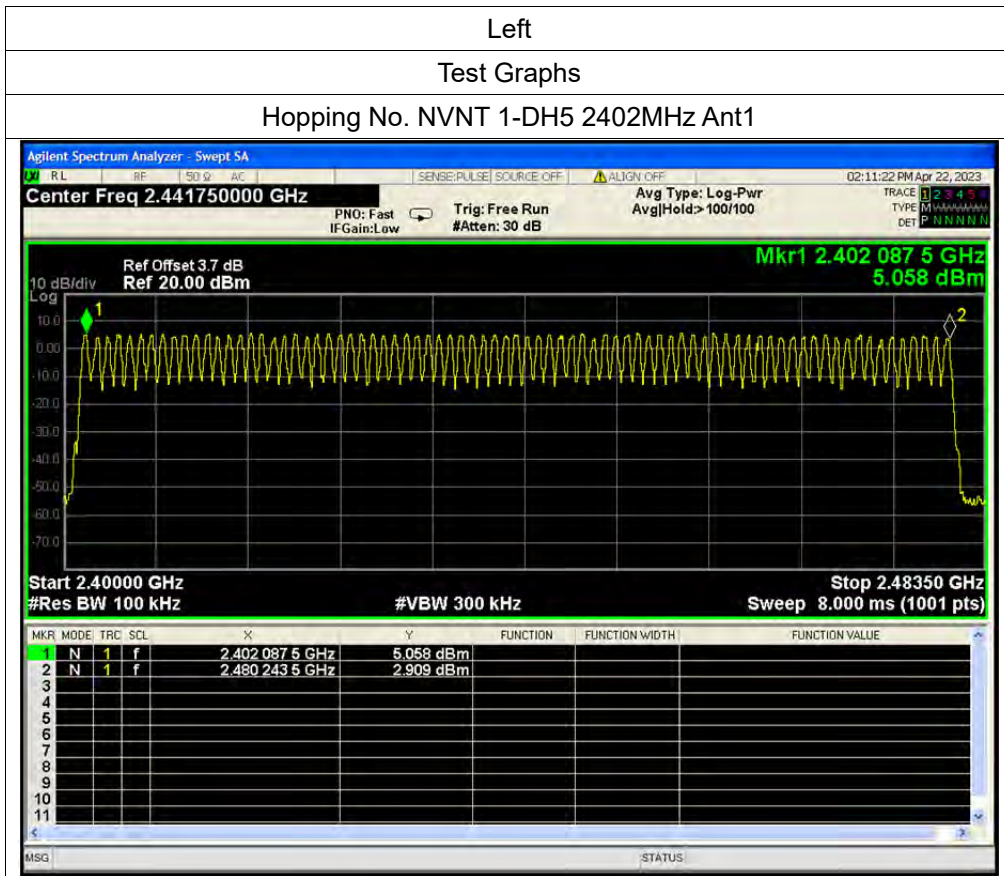 Left
Test Graphs
Hopping No. NVNT 1-DH5 2402MHz Ant1
Agilent Spectrum Analyzer - Swept SA
LXI RL RF 50 Ω AC SENSE:PULSE SOURCE OFF ALIGN OFF 02:11:22 PM Apr 22, 2023
Center Freq 2.441750000 GHz Avg Type: Log-Pwr TRACE 1 2 3 4 5 6
PNO: Fast Trig: Free Run Avg|Hold:>100/100 TYPE M
IFGain:Low #Atten: 30 dB DET P N N N N N
Mkr1 2.402 087 5 GHz
5.058 dBm
Ref Offset 3.7 dB
10 dB/div Ref 20.00 dBm
Log
1
2
10.0
0.00
-10.0
-20.0
-30.0
-40.0
-50.0
-60.0
-70.0
Start 2.40000 GHz Stop 2.48350 GHz
#Res BW 100 kHz #VBW 300 kHz Sweep 8.000 ms (1001 pts)
MKR MODE TRC SCL X Y FUNCTION FUNCTION WIDTH FUNCTION VALUE
1 N 1 f 2.402 087 5 GHz 5.058 dBm
2 N 1 f 2.480 243 5 GHz 2.909 dBm
3
4
5
6
7
8
9
10
11
MSG STATUS